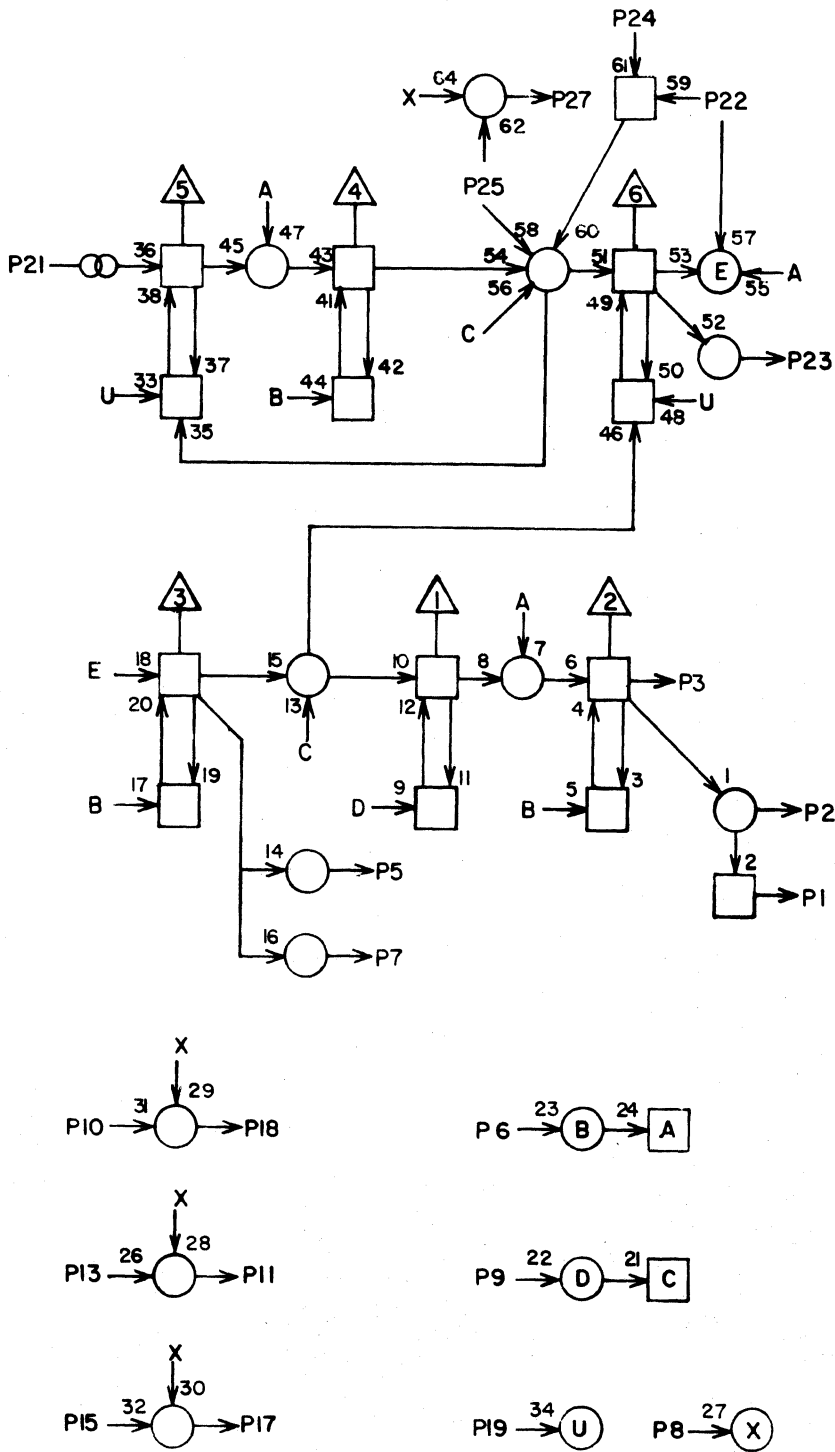 P24
X 64 P27 61 59 P22
62
P25
5 A 4 6
58 60 57
P21 36 45 47 43 54 51 53 E A
38 41 56 49 55
C 52
37 42 50 P23
U 33 B 44 U
35 46 48
3 1 A 2
E 18 15 10 8 7 6 P3
20 13 12 4
C
19 11 3 1
B 17 D 9 B 5 P2
2
14 P5 P1
16 P7
X
31 29 23 24
P10 P18 P6 B A
X
26 28 22 21
P13 P11 P9 D C
X
32 30 34 27
P15 P17 P19 U P8 X